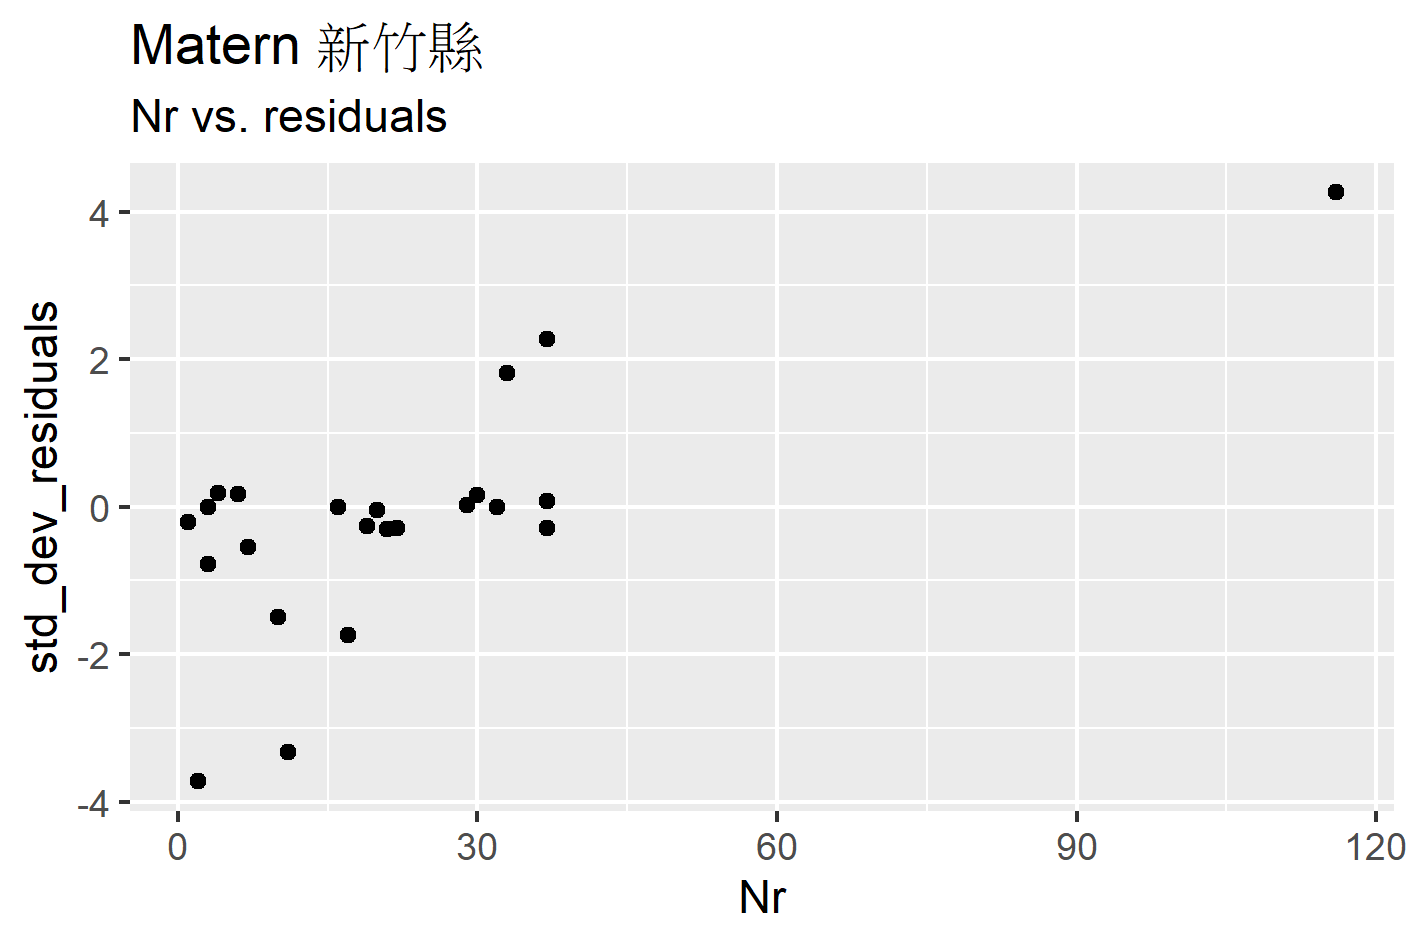 Matern 新竹縣
Nr vs. residuals
std_dev_residuals
4
2
0
-2
-4
0 30 60 90 120
Nr